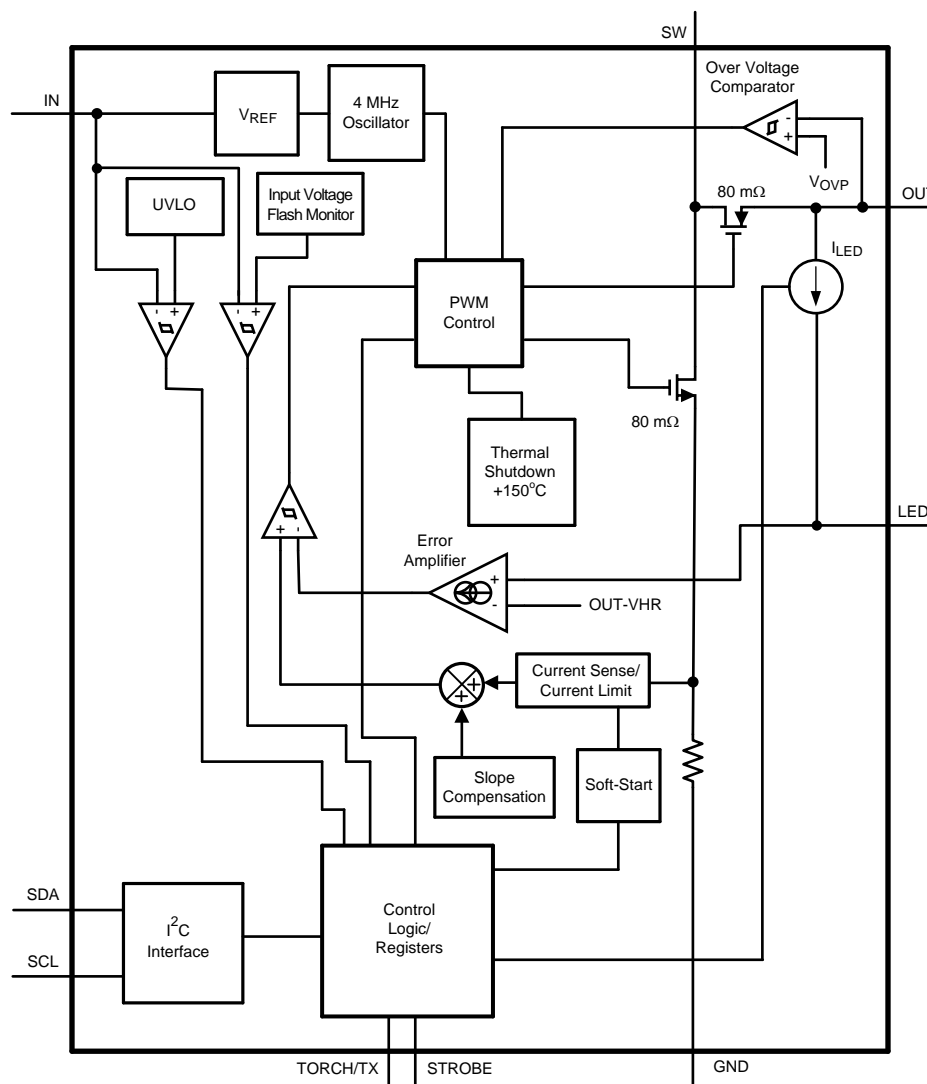 SW
Over Voltage
Comparator
IN
VREF
4 MHz
Oscillator
-
+
VOVP
80 mΩ
UVLO
Input Voltage
Flash Monitor
OUT
ILED
- +
- +
PWM
Control
80 mΩ
Thermal
Shutdown
+150°C
+ -
LED
Error
Amplifier
+
-
OUT-VHR
Current Sense/
Current Limit
+
+
Slope
Compensation
Soft-Start
SDA
I²C
Interface
SCL
Control
Logic/
Registers
TORCH/TX
STROBE
GND